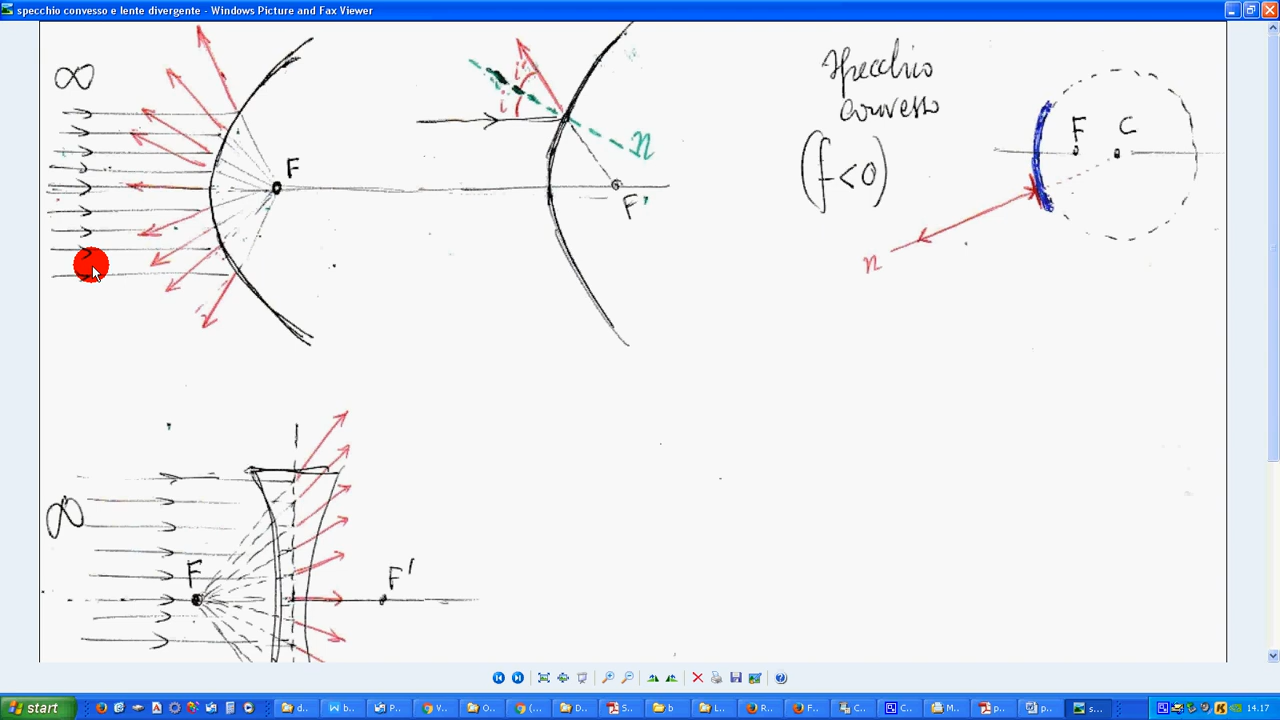 specchio convesso e lente divergente - Windows Picture and Fax Viewer
∞
F
i
i
n
F'
Specchio
convesso
(f<0)
F C
n
∞
F
F'
start
d...
b...
P...
V...
O...
S...
b
L...
R...
F...
C...
C...
M...
p...
p...
s...
14.17